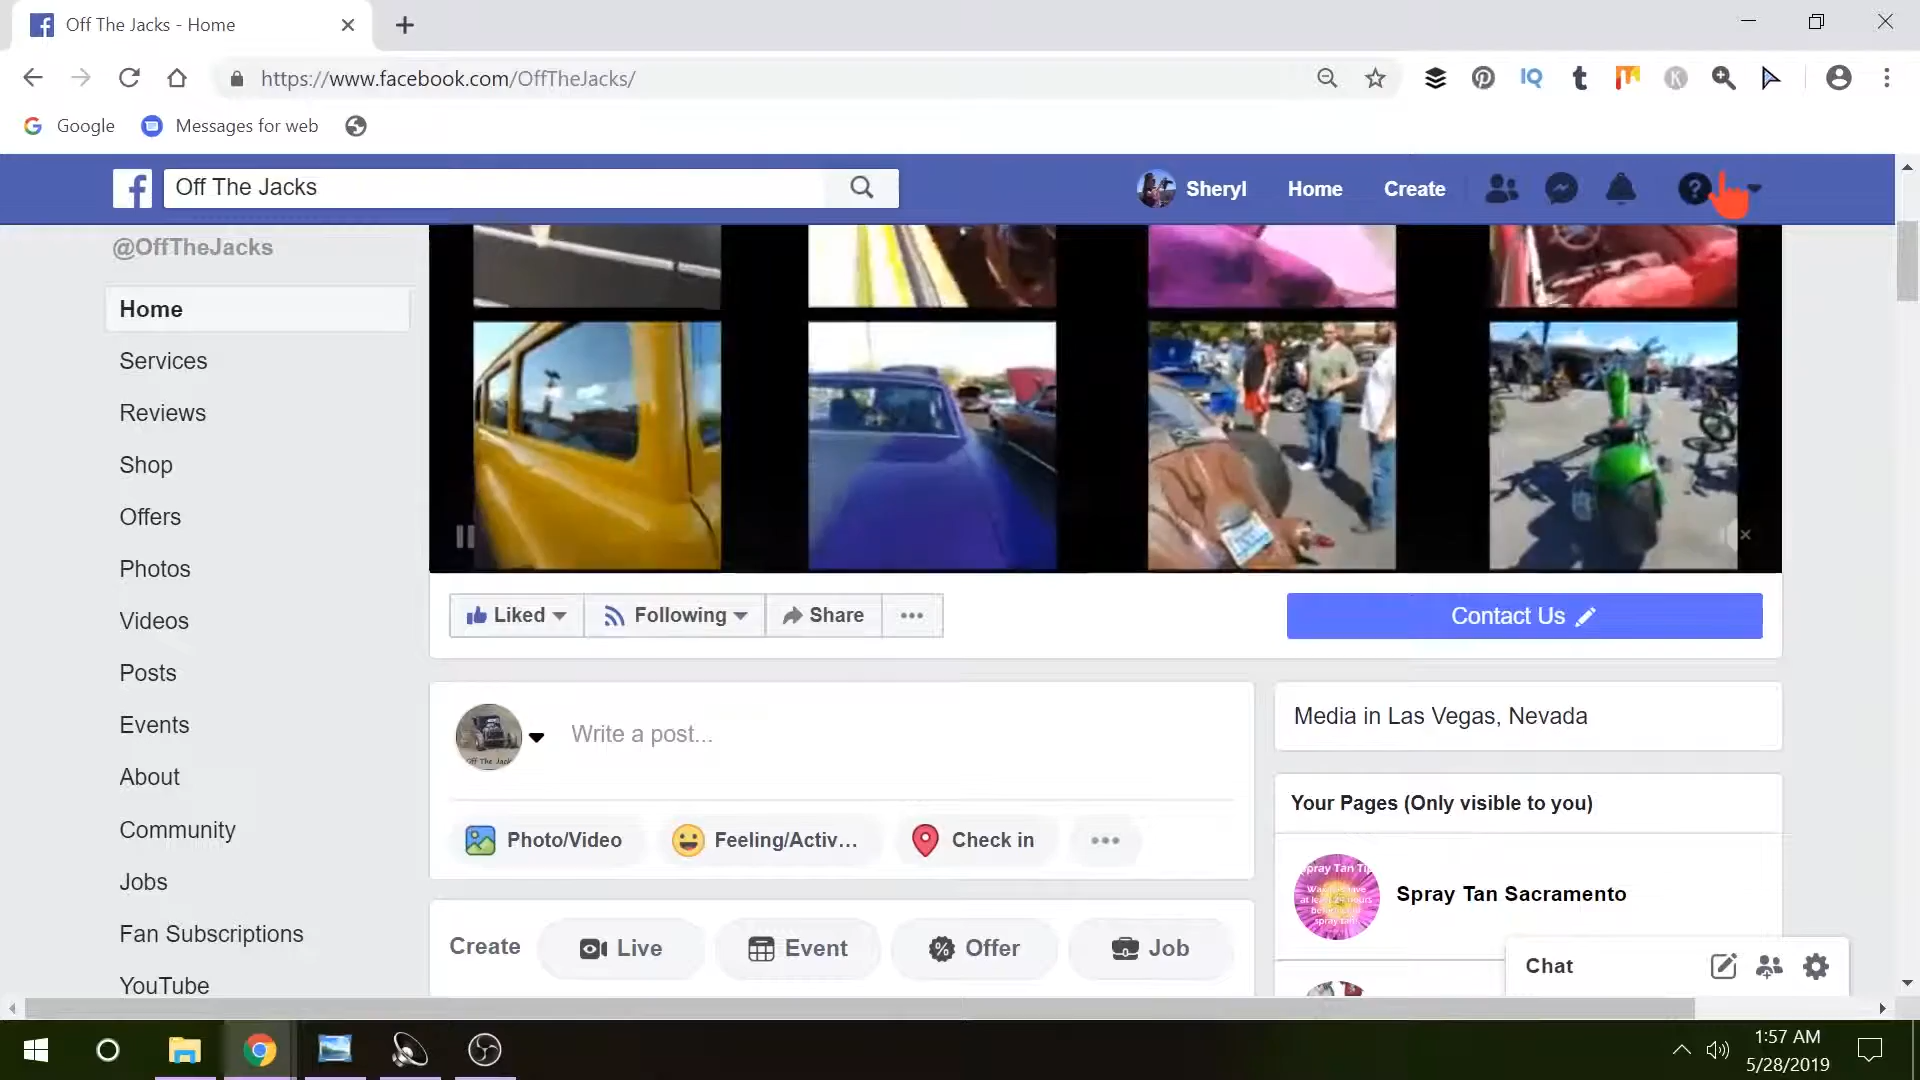 Off The Jacks - Home
https://www.facebook.com/OffTheJacks/
Google
Messages for web
Off The Jacks
Sheryl
Home
Create
@OffTheJacks
Home
Services
Reviews
Shop
Offers
Photos
Videos
Posts
Events
About
Community
Jobs
Fan Subscriptions
YouTube
Liked
Following
Share
Contact Us
Write a post...
Photo/Video
Feeling/Activ...
Check in
Create
Live
Event
Offer
Job
Media in Las Vegas, Nevada
Your Pages (Only visible to you)
Spray Tan Sacramento
Chat
1:57 AM
5/28/2019